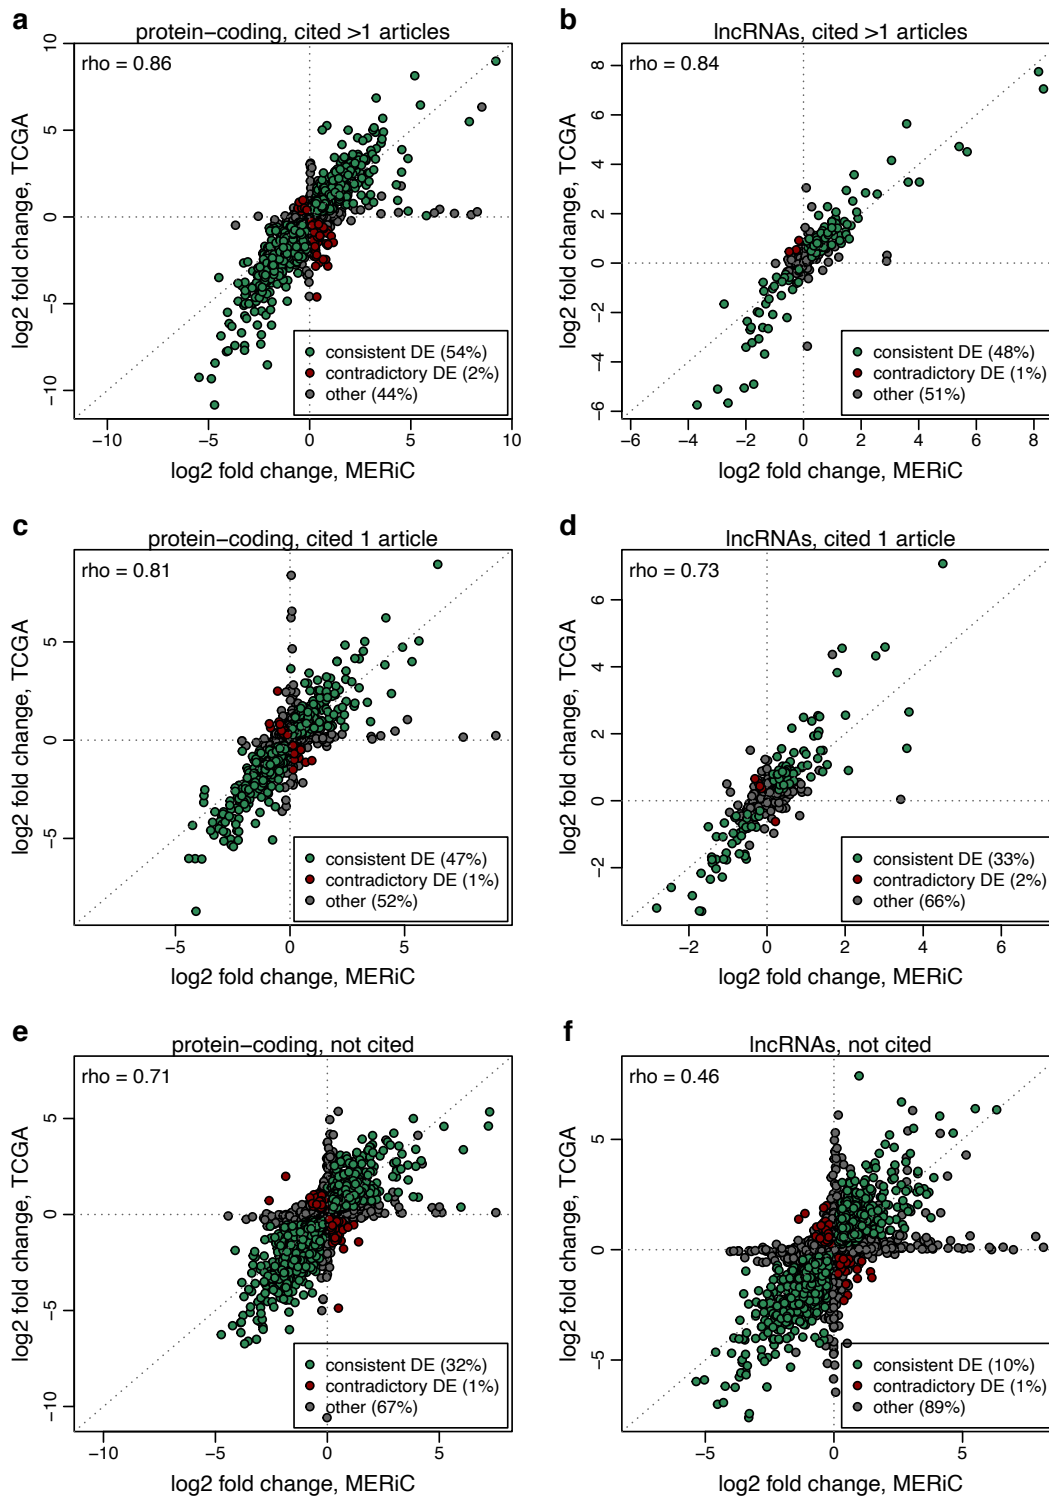 a
protein−coding, cited >1 articles
rho = 0.86
10
5
0
−5
−10
log2 fold change, TCGA
consistent DE (54%)
contradictory DE (2%)
other (44%)
−10 −5 0 5 10
log2 fold change, MERiC
b
lncRNAs, cited >1 articles
rho = 0.84
8
6
4
2
0
−2
−4
−6
log2 fold change, TCGA
consistent DE (48%)
contradictory DE (1%)
other (51%)
−6 −4 −2 0 2 4 6 8
log2 fold change, MERiC
c
protein−coding, cited 1 article
rho = 0.81
5
0
−5
log2 fold change, TCGA
consistent DE (47%)
contradictory DE (1%)
other (52%)
−5 0 5
log2 fold change, MERiC
d
lncRNAs, cited 1 article
rho = 0.73
6
4
2
0
−2
log2 fold change, TCGA
consistent DE (33%)
contradictory DE (2%)
other (66%)
−2 0 2 4 6
log2 fold change, MERiC
e
protein−coding, not cited
rho = 0.71
5
0
−5
−10
log2 fold change, TCGA
consistent DE (32%)
contradictory DE (1%)
other (67%)
−10 −5 0 5
log2 fold change, MERiC
f
lncRNAs, not cited
rho = 0.46
5
0
−5
log2 fold change, TCGA
consistent DE (10%)
contradictory DE (1%)
other (89%)
−5 0 5
log2 fold change, MERiC